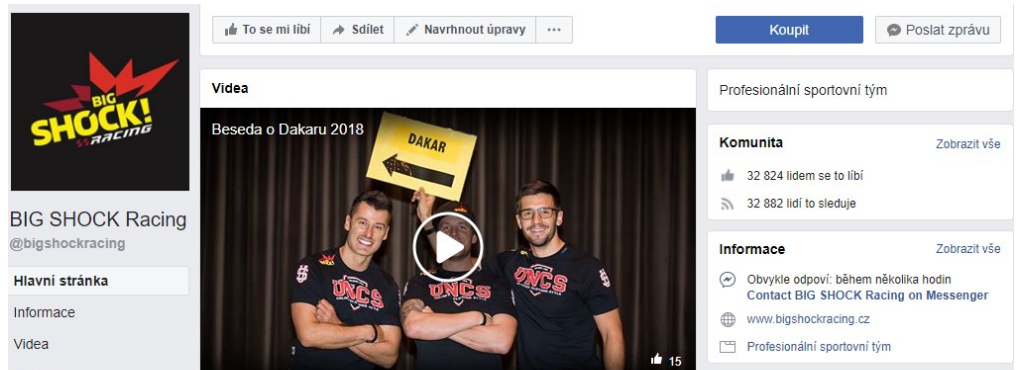 BIG
SHOCK!
RACING
BIG SHOCK Racing
@bigshockracing
Hlavní stránka
Informace
Videa
To se mi líbí
Sdílet
Navrhnout úpravy
Koupit
Poslat zprávu
Videa
Beseda o Dakaru 2018
DAKAR
UNCS
UNCS
15
Profesionální sportovní tým
Komunita
Zobrazit vše
32 824 lidem se to líbí
32 882 lidí to sleduje
Informace
Zobrazit vše
Obvykle odpoví: během několika hodin
Contact BIG SHOCK Racing on Messenger
www.bigshockracing.cz
Profesionální sportovní tým